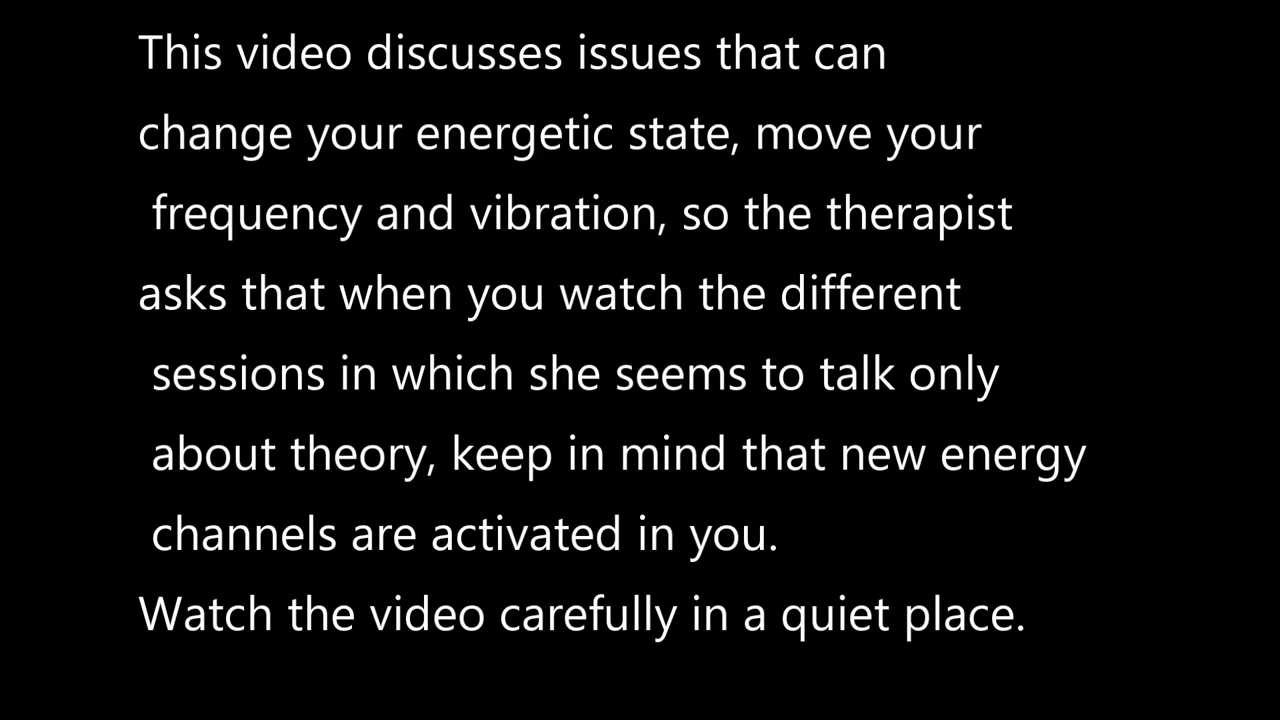 This video discusses issues that can
change your energetic state, move your
frequency and vibration, so the therapist
asks that when you watch the different
sessions in which she seems to talk only
about theory, keep in mind that new energy
channels are activated in you.
Watch the video carefully in a quiet place.